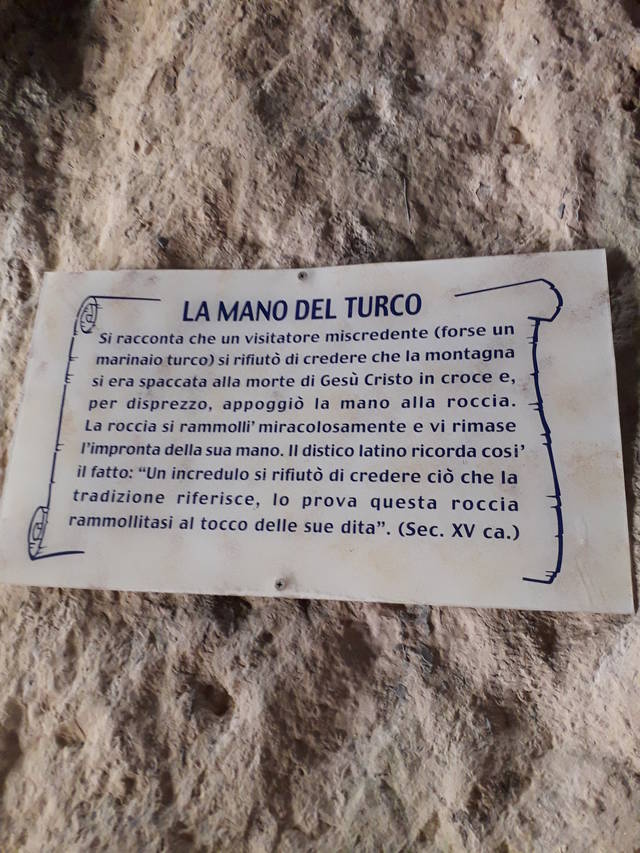 LA MANO DEL TURCO
Si racconta che un visitatore miscredente (forse un
marinaio turco) si rifiutò di credere che la montagna
si era spaccata alla morte di Gesù Cristo in croce e,
per disprezzo, appoggiò la mano alla roccia.
La roccia si rammolli' miracolosamente e vi rimase
l'impronta della sua mano. Il distico latino ricorda cosi'
il fatto: "Un incredulo si rifiutò di credere ciò che la
tradizione riferisce, lo prova questa roccia
rammollitasi al tocco delle sue dita". (Sec. XV ca.)